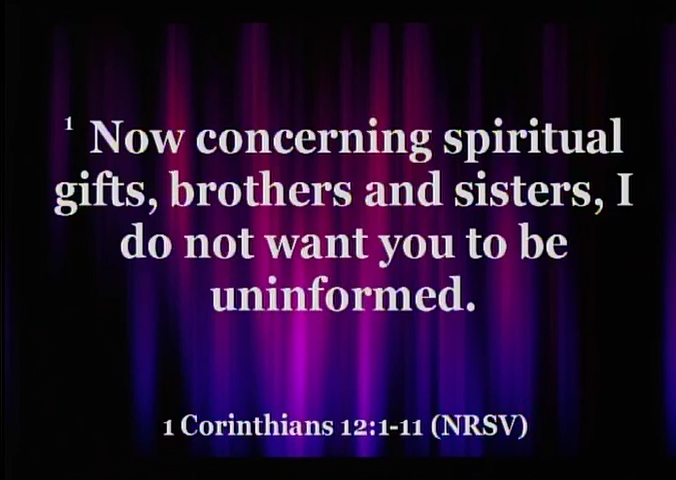 1 Now concerning spiritual
gifts, brothers and sisters, I
do not want you to be
uninformed.
1 Corinthians 12:1-11 (NRSV)